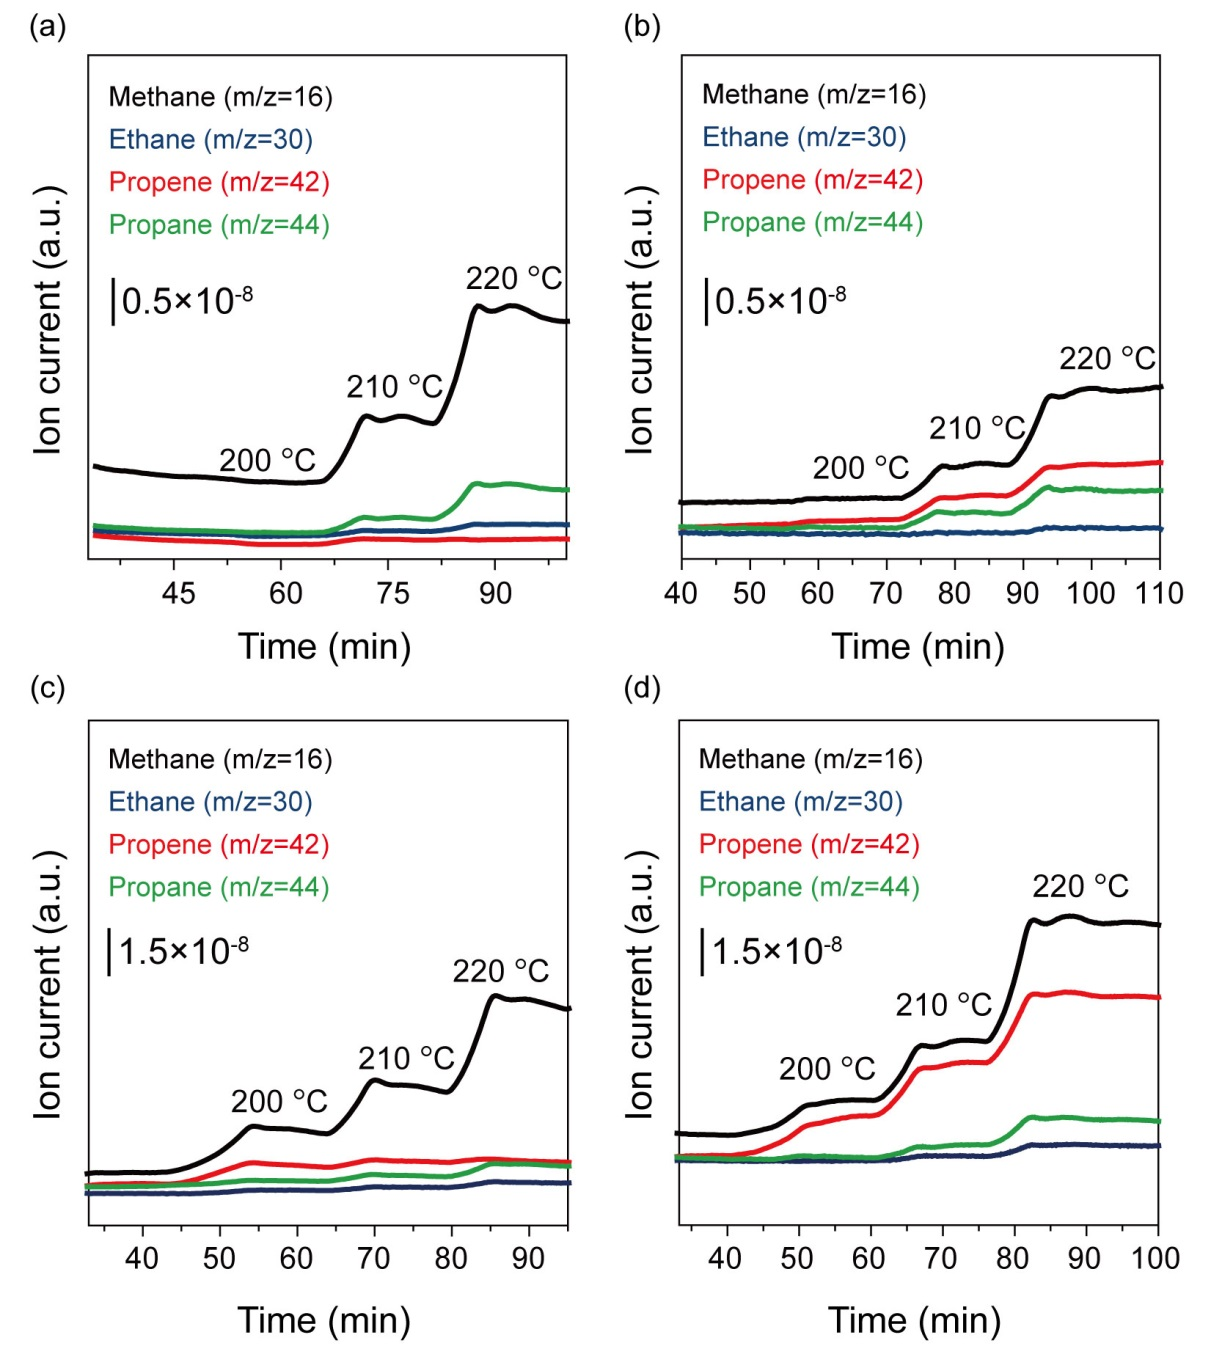 (a)
Methane (m/z=16)
Ethane (m/z=30)
Propene (m/z=42)
Propane (m/z=44)
0.5×10-8
220 °C
210 °C
200 °C
Ion current (a.u.)
45 60 75 90
Time (min)
(b)
Methane (m/z=16)
Ethane (m/z=30)
Propene (m/z=42)
Propane (m/z=44)
0.5×10-8
220 °C
210 °C
200 °C
Ion current (a.u.)
40 50 60 70 80 90 100 110
Time (min)
(c)
Methane (m/z=16)
Ethane (m/z=30)
Propene (m/z=42)
Propane (m/z=44)
1.5×10-8
220 °C
210 °C
200 °C
Ion current (a.u.)
40 50 60 70 80 90
Time (min)
(d)
Methane (m/z=16)
Ethane (m/z=30)
Propene (m/z=42)
Propane (m/z=44)
1.5×10-8
220 °C
210 °C
200 °C
Ion current (a.u.)
40 50 60 70 80 90 100
Time (min)